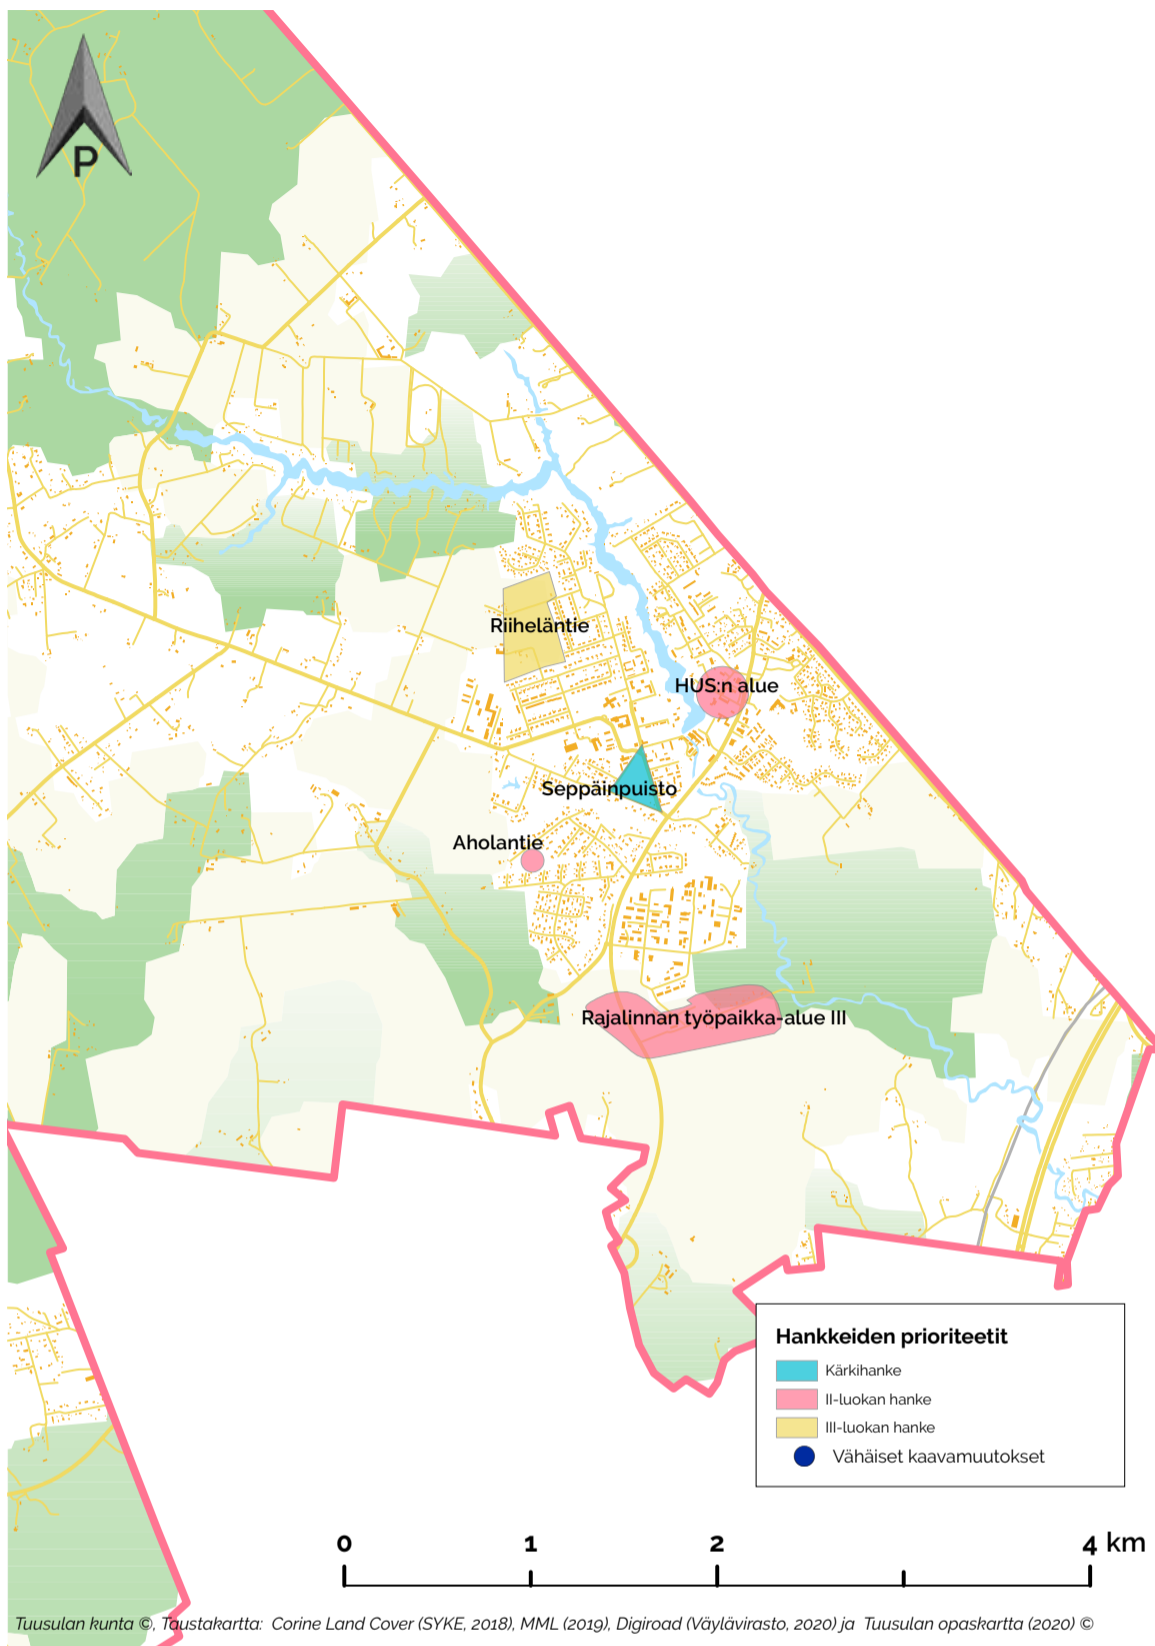 P
Riiheläntie
HUS:n alue
Seppäinpuisto
Aholantie
Rajalinnan työpaikka-alue III
Hankkeiden prioriteetit
Kärkihanke
II-luokan hanke
III-luokan hanke
Vähäiset kaavamuutokset
0 1 2 4 km
Tuusulan kunta ©, Taustakartta: Corine Land Cover (SYKE, 2018), MML (2019), Digiroad (Väylävirasto, 2020) ja Tuusulan opaskartta (2020) ©